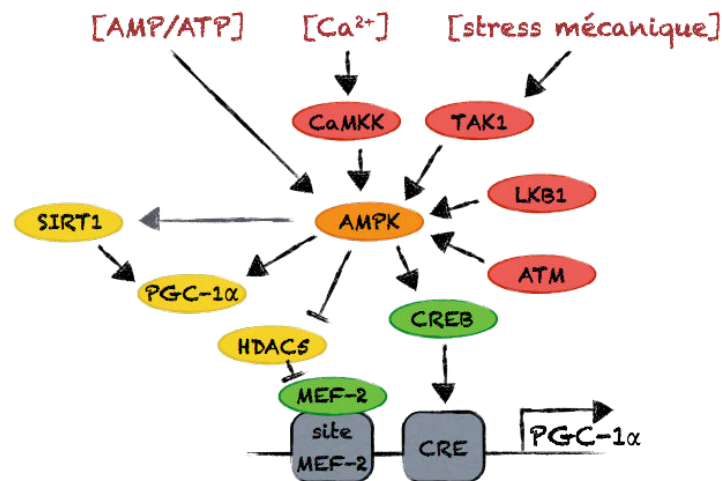 [AMP/ATP] [Ca²⁺] [stress mécanique]
CaMKK TAK1
LKB1
SIRT1 AMPK
ATM
PGC-1α
CREB
HDAC5
MEF-2
site
MEF-2
CRE
PGC-1α